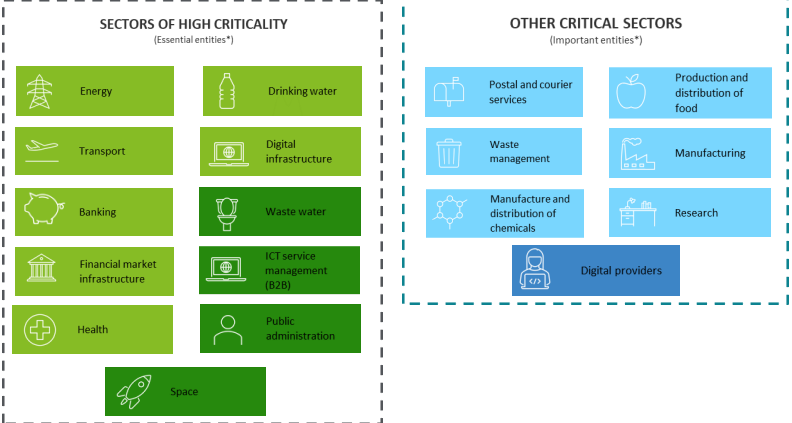 SECTORS OF HIGH CRITICALITY
(Essential entities*)
Energy
Drinking water
Transport
Digital
infrastructure
Banking
Waste water
Financial market
infrastructure
ICT service
management
(B2B)
Health
Public
administration
Space
OTHER CRITICAL SECTORS
(Important entities*)
Postal and courier
services
Production and
distribution of
food
Waste
management
Manufacturing
Manufacture and
distribution of
chemicals
Research
</>
Digital providers